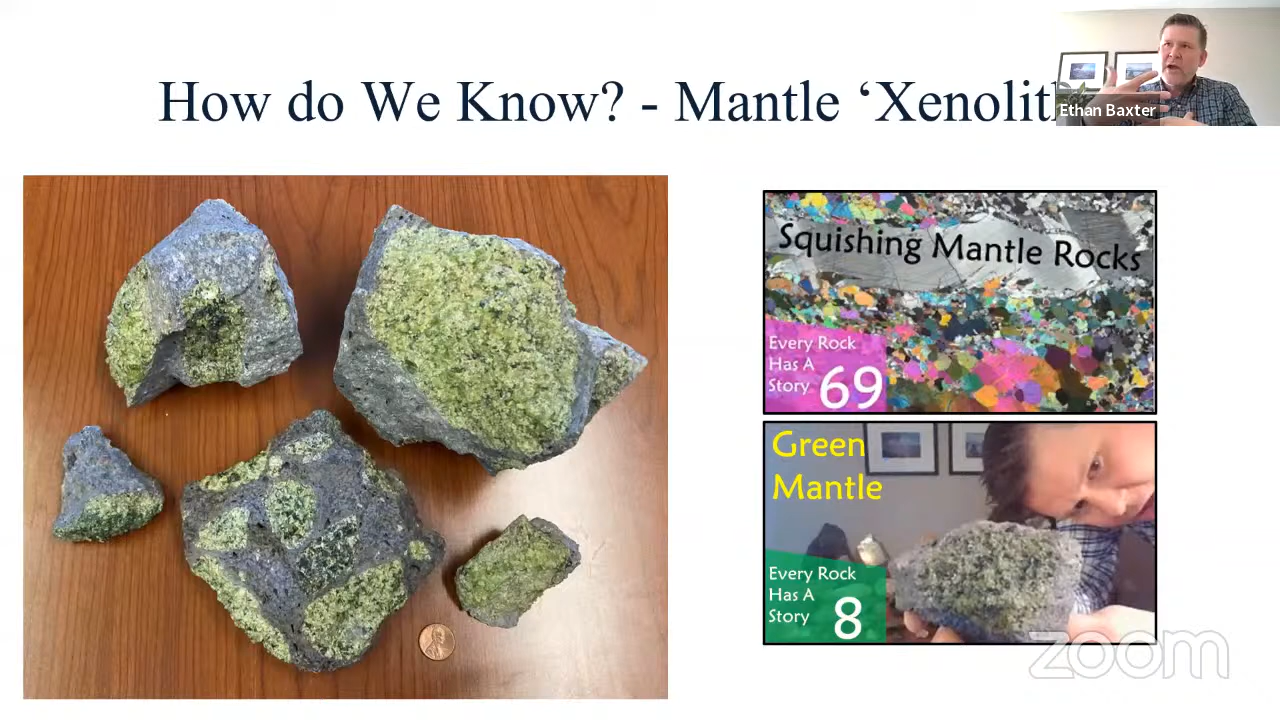 How do We Know? - Mantle ‘Xenolit
Ethan Baxter
Squishing Mantle Rocks
Every Rock
Has A
Story 69
Green
Mantle
Every Rock
Has A
Story 8
zoom